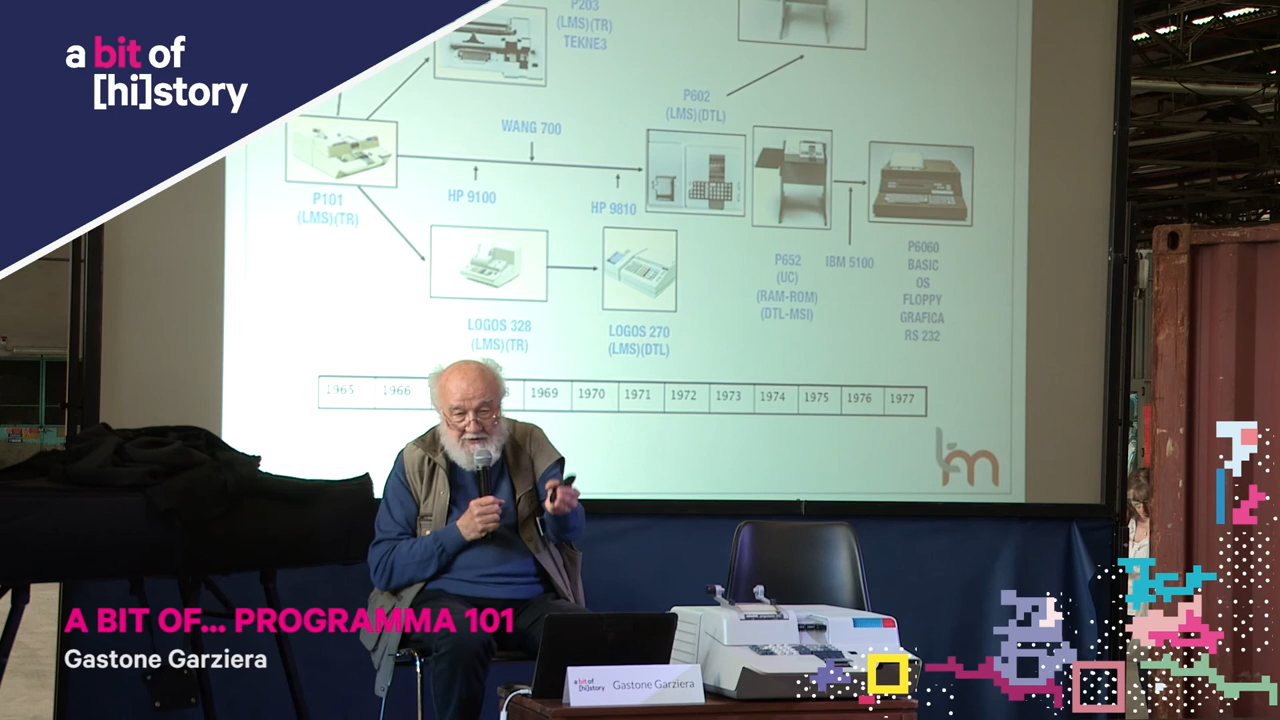 a bit of
[hi]story
P203
(LMS)(TR)
TEKNE3
P602
(LMS)(DTL)
WANG 700
HP 9100
HP 9810
P101
(LMS)(TR)
P652
(UC)
(RAM-ROM)
(DTL-MSI)
IBM 5100
P6060
BASIC
OS
FLOPPY
GRAFICA
RS 232
LOGOS 328
(LMS)(TR)
LOGOS 270
(LMS)(DTL)
1965 1966 1969 1970 1971 1972 1973 1974 1975 1976 1977
m
A BIT OF... PROGRAMMA 101
Gastone Garziera
a bit of
[hi]story
Gastone Garziera